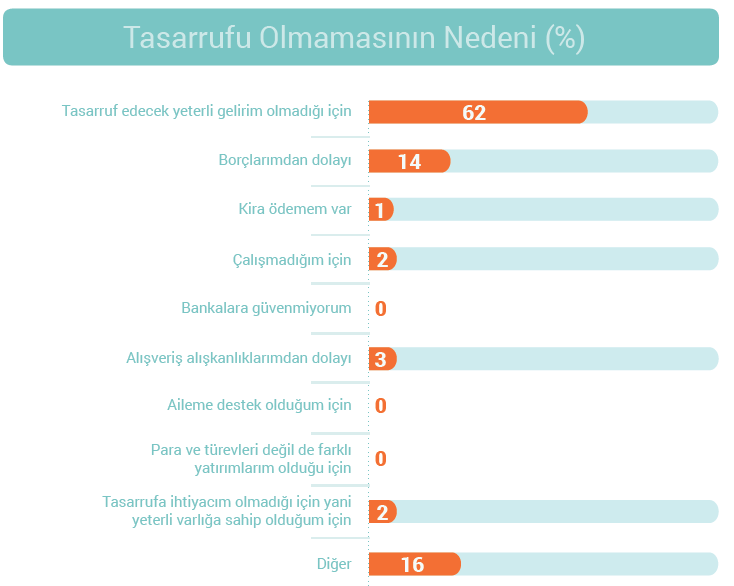 Tasarrufu Olmamasının Nedeni (%)
Tasarruf edecek yeterli gelirim olmadığı için 62
Borçlarımdan dolayı 14
Kira ödemem var 1
Çalışmadığım için 2
Bankalara güvenmiyorum 0
Alışveriş alışkanlıklarımdan dolayı 3
Aileme destek olduğum için 0
Para ve türevleri değil de farklı
yatırımlarım olduğu için 0
Tasarrufa ihtiyacım olmadığı için yani
yeterli varlığa sahip olduğum için 2
Diğer 16